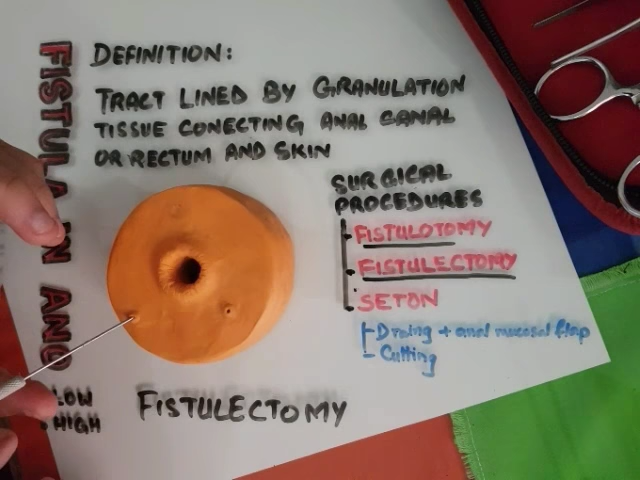 FISTULA IN ANO
DEFINITION:
TRACT LINED BY GRANULATION
TISSUE CONECTING ANAL CANAL
OR RECTUM AND SKIN
SURGICAL
PROCEDURES
FISTULOTOMY
FISTULECTOMY
SETON
Draing + anal mucosal flap
Cutting
LOW
HIGH
FISTULECTOMY